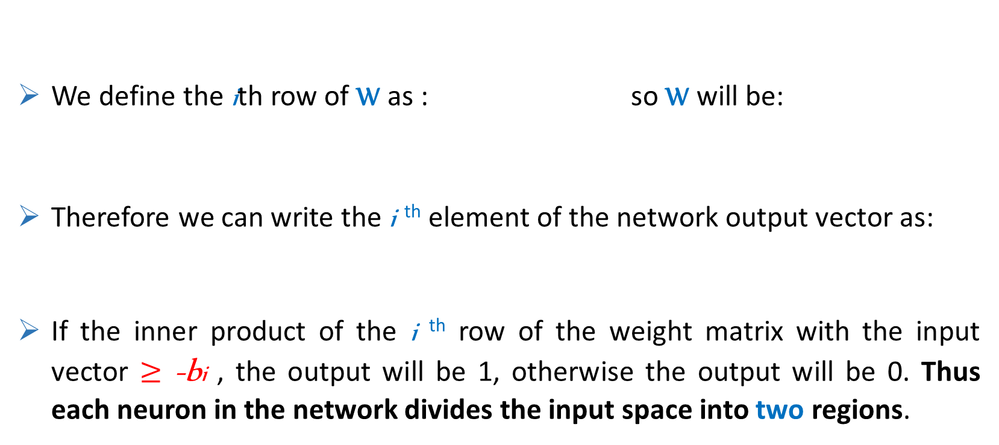 ➢ We define the ith row of W as : so W will be:
➢ Therefore we can write the i th element of the network output vector as:
➢ If the inner product of the i th row of the weight matrix with the input
vector ≥ -bi , the output will be 1, otherwise the output will be 0. Thus
each neuron in the network divides the input space into two regions.